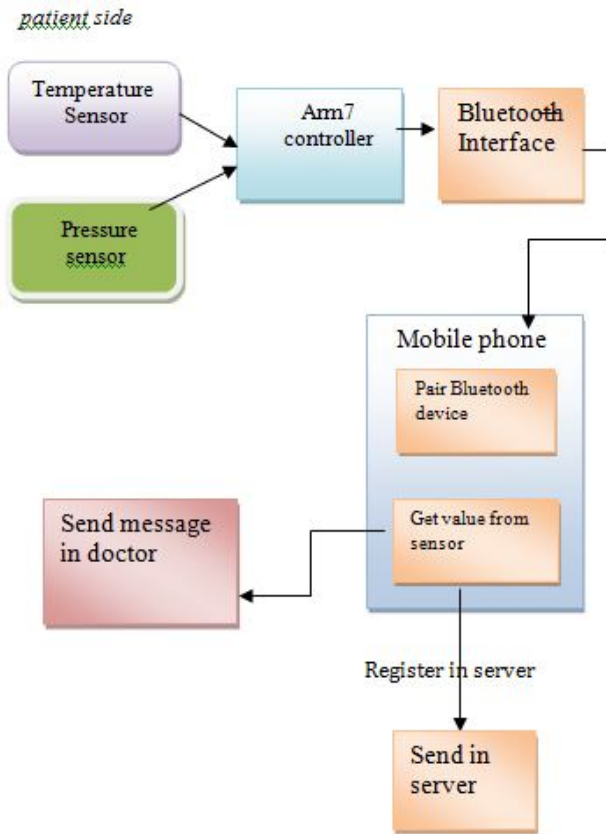 patient side
Temperature
Sensor
Arm7
controller
Bluetooth
Interface
Pressure
sensor
Mobile phone
Pair Bluetooth
device
Send message
in doctor
Get value from
sensor
Register in server
Send in
server